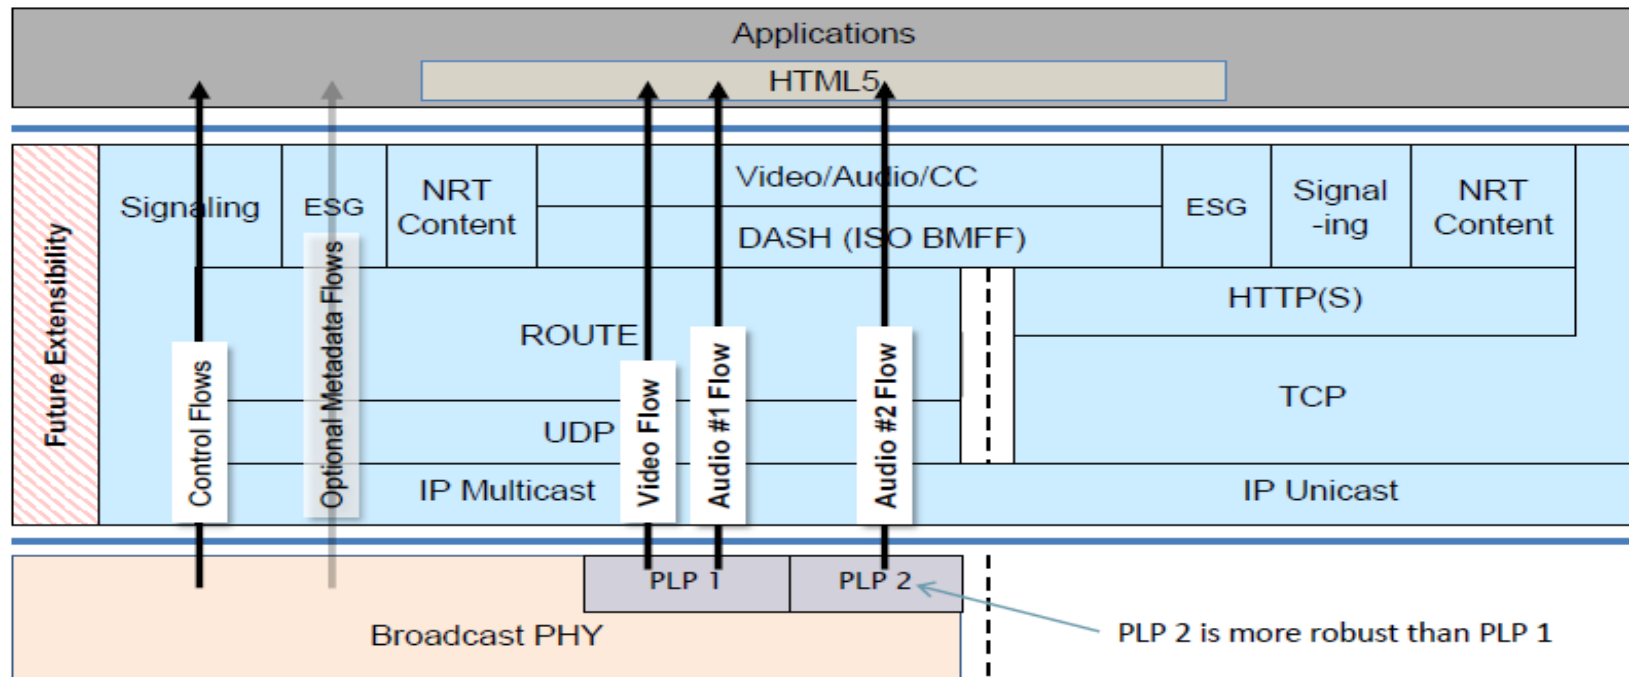 Applications
HTML5
Future Extensibility
Signaling
ESG
NRT
Content
Video/Audio/CC
DASH (ISO BMFF)
ESG
Signal
-ing
NRT
Content
HTTP(S)
ROUTE
TCP
UDP
IP Multicast
IP Unicast
Control Flows
Optional Metadata Flows
Video Flow
Audio #1 Flow
Audio #2 Flow
PLP 1
PLP 2
Broadcast PHY
PLP 2 is more robust than PLP 1